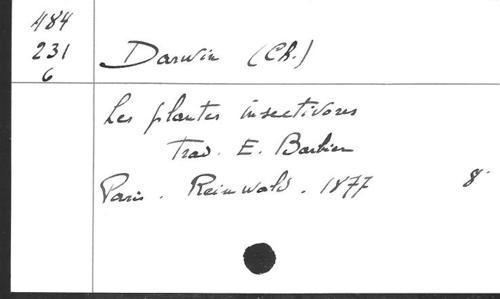 484
231 Darwin (Ch.)
6
Les plantes insectivores
Trad. E. Barbier
Paris. Reinwald. 1877 8°